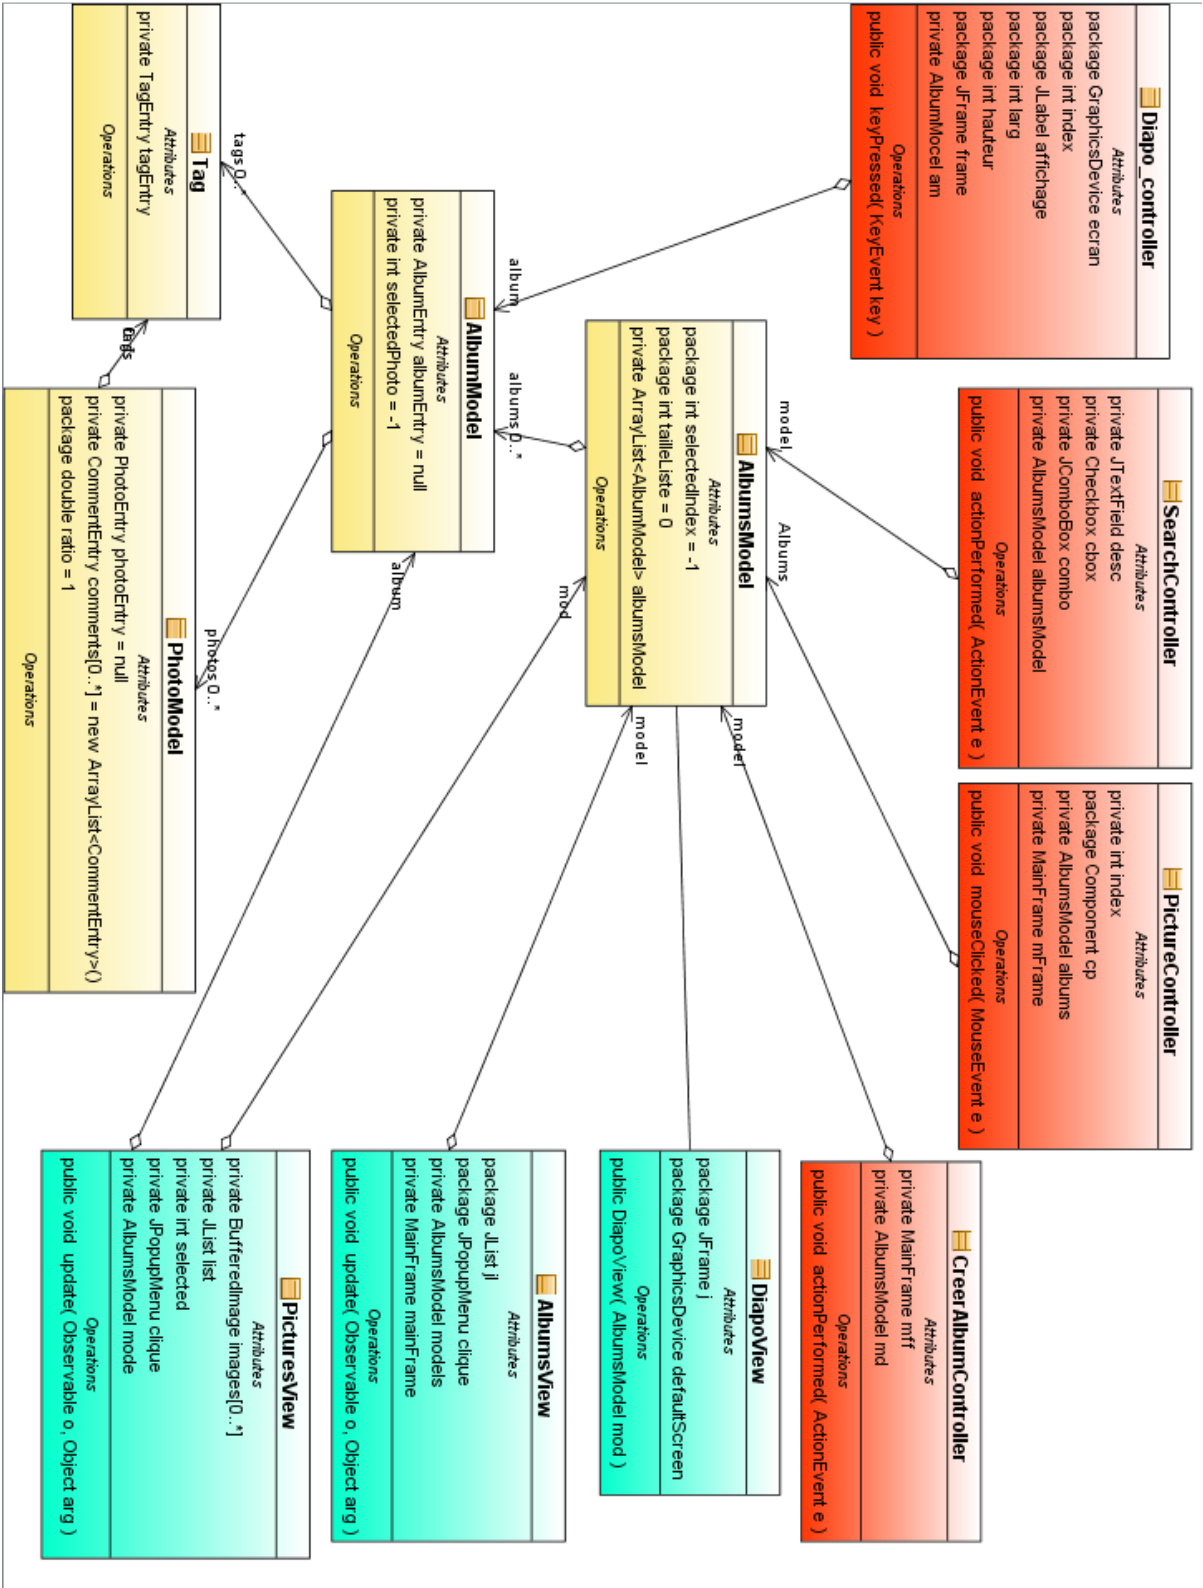 Diapo_controller
Attributes
package GraphicsDevice ecran
package int index
package JLabel affichage
package int larg
package int hauteur
package JFrame frame
private AlbumMocel am
Operations
public void keyPressed( KeyEvent key )
SearchController
Attributes
private JTextField desc
private Checkbox cbox
private JComboBox combo
private AlbumsModel albumsModel
Operations
public void actionPerformed( ActionEvent e )
PictureController
Attributes
private int index
package Component cp
private AlbumsModel albums
private MainFrame mFrame
Operations
public void mouseClicked( MouseEvent e )
CreerAlbumController
Attributes
private MainFrame mff
private AlbumsModel md
Operations
public void actionPerformed( ActionEvent e )
model
Albums
AlbumsModel
Attributes
package int selectedIndex = -1
package int tailleListe = 0
private ArrayList<AlbumModel> albumsModel
Operations
model
model
mod
album
albums 0..*
AlbumModel
Attributes
private AlbumEntry albumEntry = null
private int selectedPhoto = -1
Operations
album
tags 0..*
photos 0..*
Tag
Attributes
private TagEntry tagEntry
Operations
PhotoModel
Attributes
private PhotoEntry photoEntry = null
private CommentEntry comments[0..*] = new ArrayList<CommentEntry>()
package double ratio = 1
Operations
DiapoView
Attributes
package JFrame j
package GraphicsDevice defaultScreen
Operations
public DiapoView( AlbumsModel mod )
AlbumsView
Attributes
package JList jl
package JPopupMenu clique
private AlbumsModel models
private MainFrame mainFrame
Operations
public void update( Observable o, Object arg )
PicturesView
Attributes
private BufferedImage images[0..*]
private JList list
private int selected
private JPopupMenu clique
private AlbumsModel mode
Operations
public void update( Observable o, Object arg )